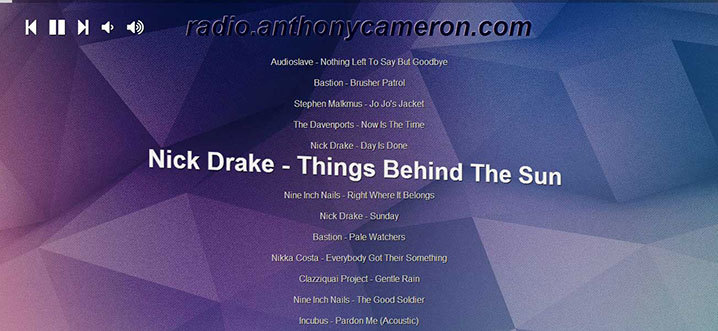 radio.anthonycameron.com
Audioslave - Nothing Left To Say But Goodbye
Bastion - Brusher Patrol
Stephen Malkmus - Jo Jo's Jacket
The Davenports - Now Is The Time
Nick Drake - Day Is Done
Nick Drake - Things Behind The Sun
Nine Inch Nails - Right Where It Belongs
Nick Drake - Sunday
Bastion - Pale Watchers
Nikka Costa - Everybody Got Their Something
Clazziquai Project - Gentle Rain
Nine Inch Nails - The Good Soldier
Incubus - Pardon Me (Acoustic)